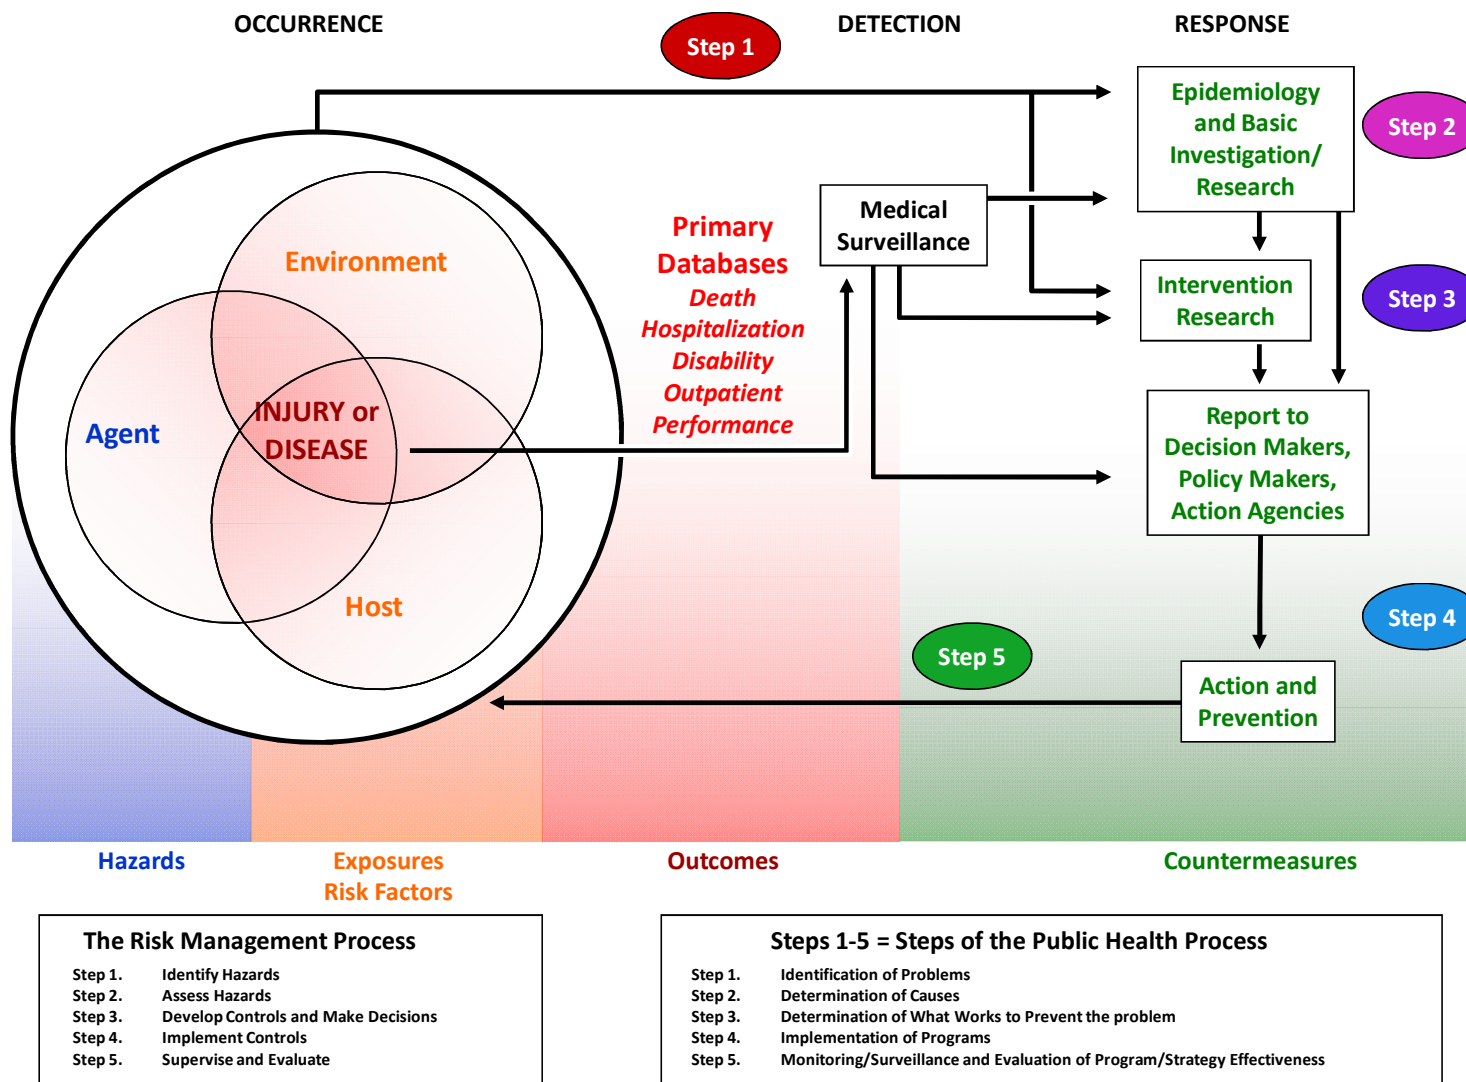 OCCURRENCE
DETECTION
RESPONSE
Step 1
Epidemiology
and Basic
Investigation/
Research
Step 2
Environment
Agent
INJURY or
DISEASE
Host
Primary
Databases
Death
Hospitalization
Disability
Outpatient
Performance
Medical
Surveillance
Intervention
Research
Step 3
Report to
Decision Makers,
Policy Makers,
Action Agencies
Step 4
Step 5
Action and
Prevention
Hazards
Exposures
Risk Factors
Outcomes
Countermeasures
The Risk Management Process
Step 1. Identify Hazards
Step 2. Assess Hazards
Step 3. Develop Controls and Make Decisions
Step 4. Implement Controls
Step 5. Supervise and Evaluate
Steps 1-5 = Steps of the Public Health Process
Step 1. Identification of Problems
Step 2. Determination of Causes
Step 3. Determination of What Works to Prevent the problem
Step 4. Implementation of Programs
Step 5. Monitoring/Surveillance and Evaluation of Program/Strategy Effectiveness